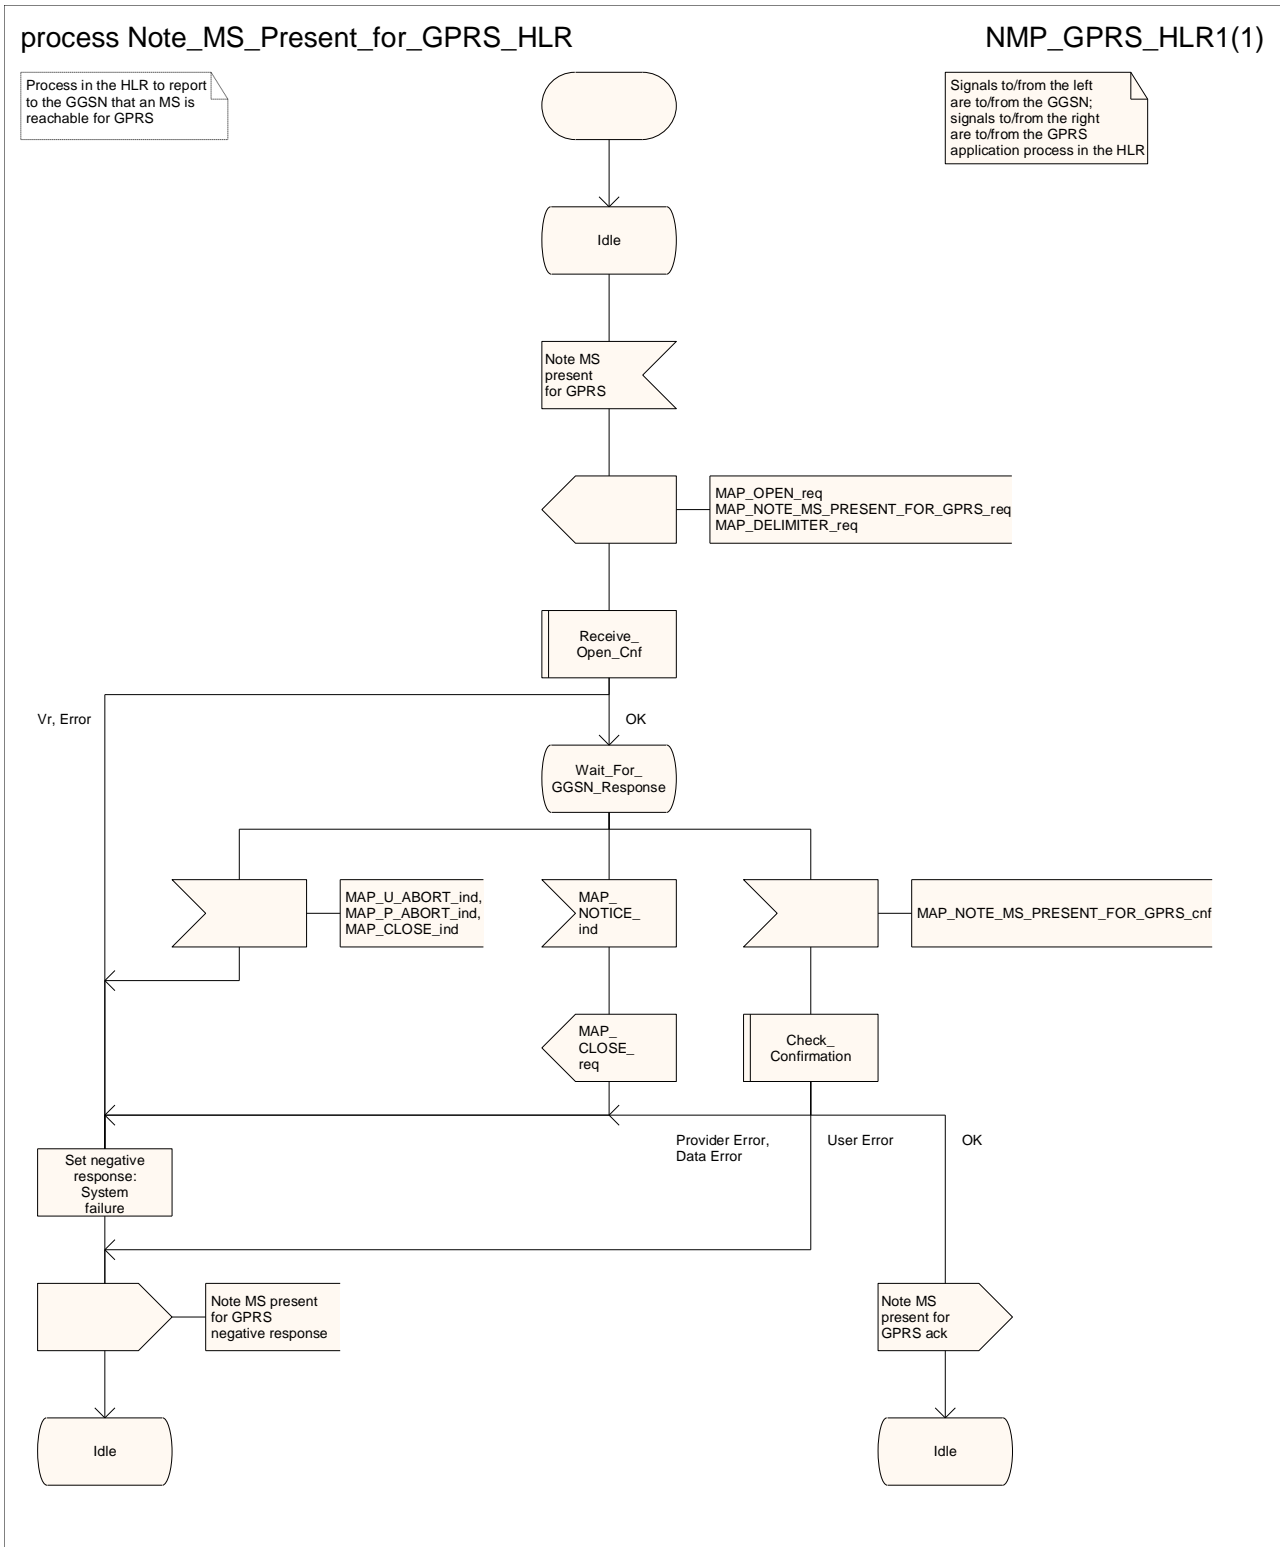 process Note_MS_Present_for_GPRS_HLR
NMP_GPRS_HLR1(1)
Process in the HLR to report
to the GGSN that an MS is
reachable for GPRS
Signals to/from the left
are to/from the GGSN;
signals to/from the right
are to/from the GPRS
application process in the HLR
Idle
Note MS
present
for GPRS
MAP_OPEN_req
MAP_NOTE_MS_PRESENT_FOR_GPRS_req
MAP_DELIMITER_req
Receive_
Open_Cnf
Vr, Error
OK
Wait_For_
GGSN_Response
MAP_U_ABORT_ind,
MAP_P_ABORT_ind,
MAP_CLOSE_ind
MAP_
NOTICE_
ind
MAP_NOTE_MS_PRESENT_FOR_GPRS_cnf
MAP_
CLOSE_
req
Check_
Confirmation
Provider Error,
Data Error
User Error
OK
Set negative
response:
System
failure
Note MS present
for GPRS
negative response
Note MS
present for
GPRS ack
Idle
Idle